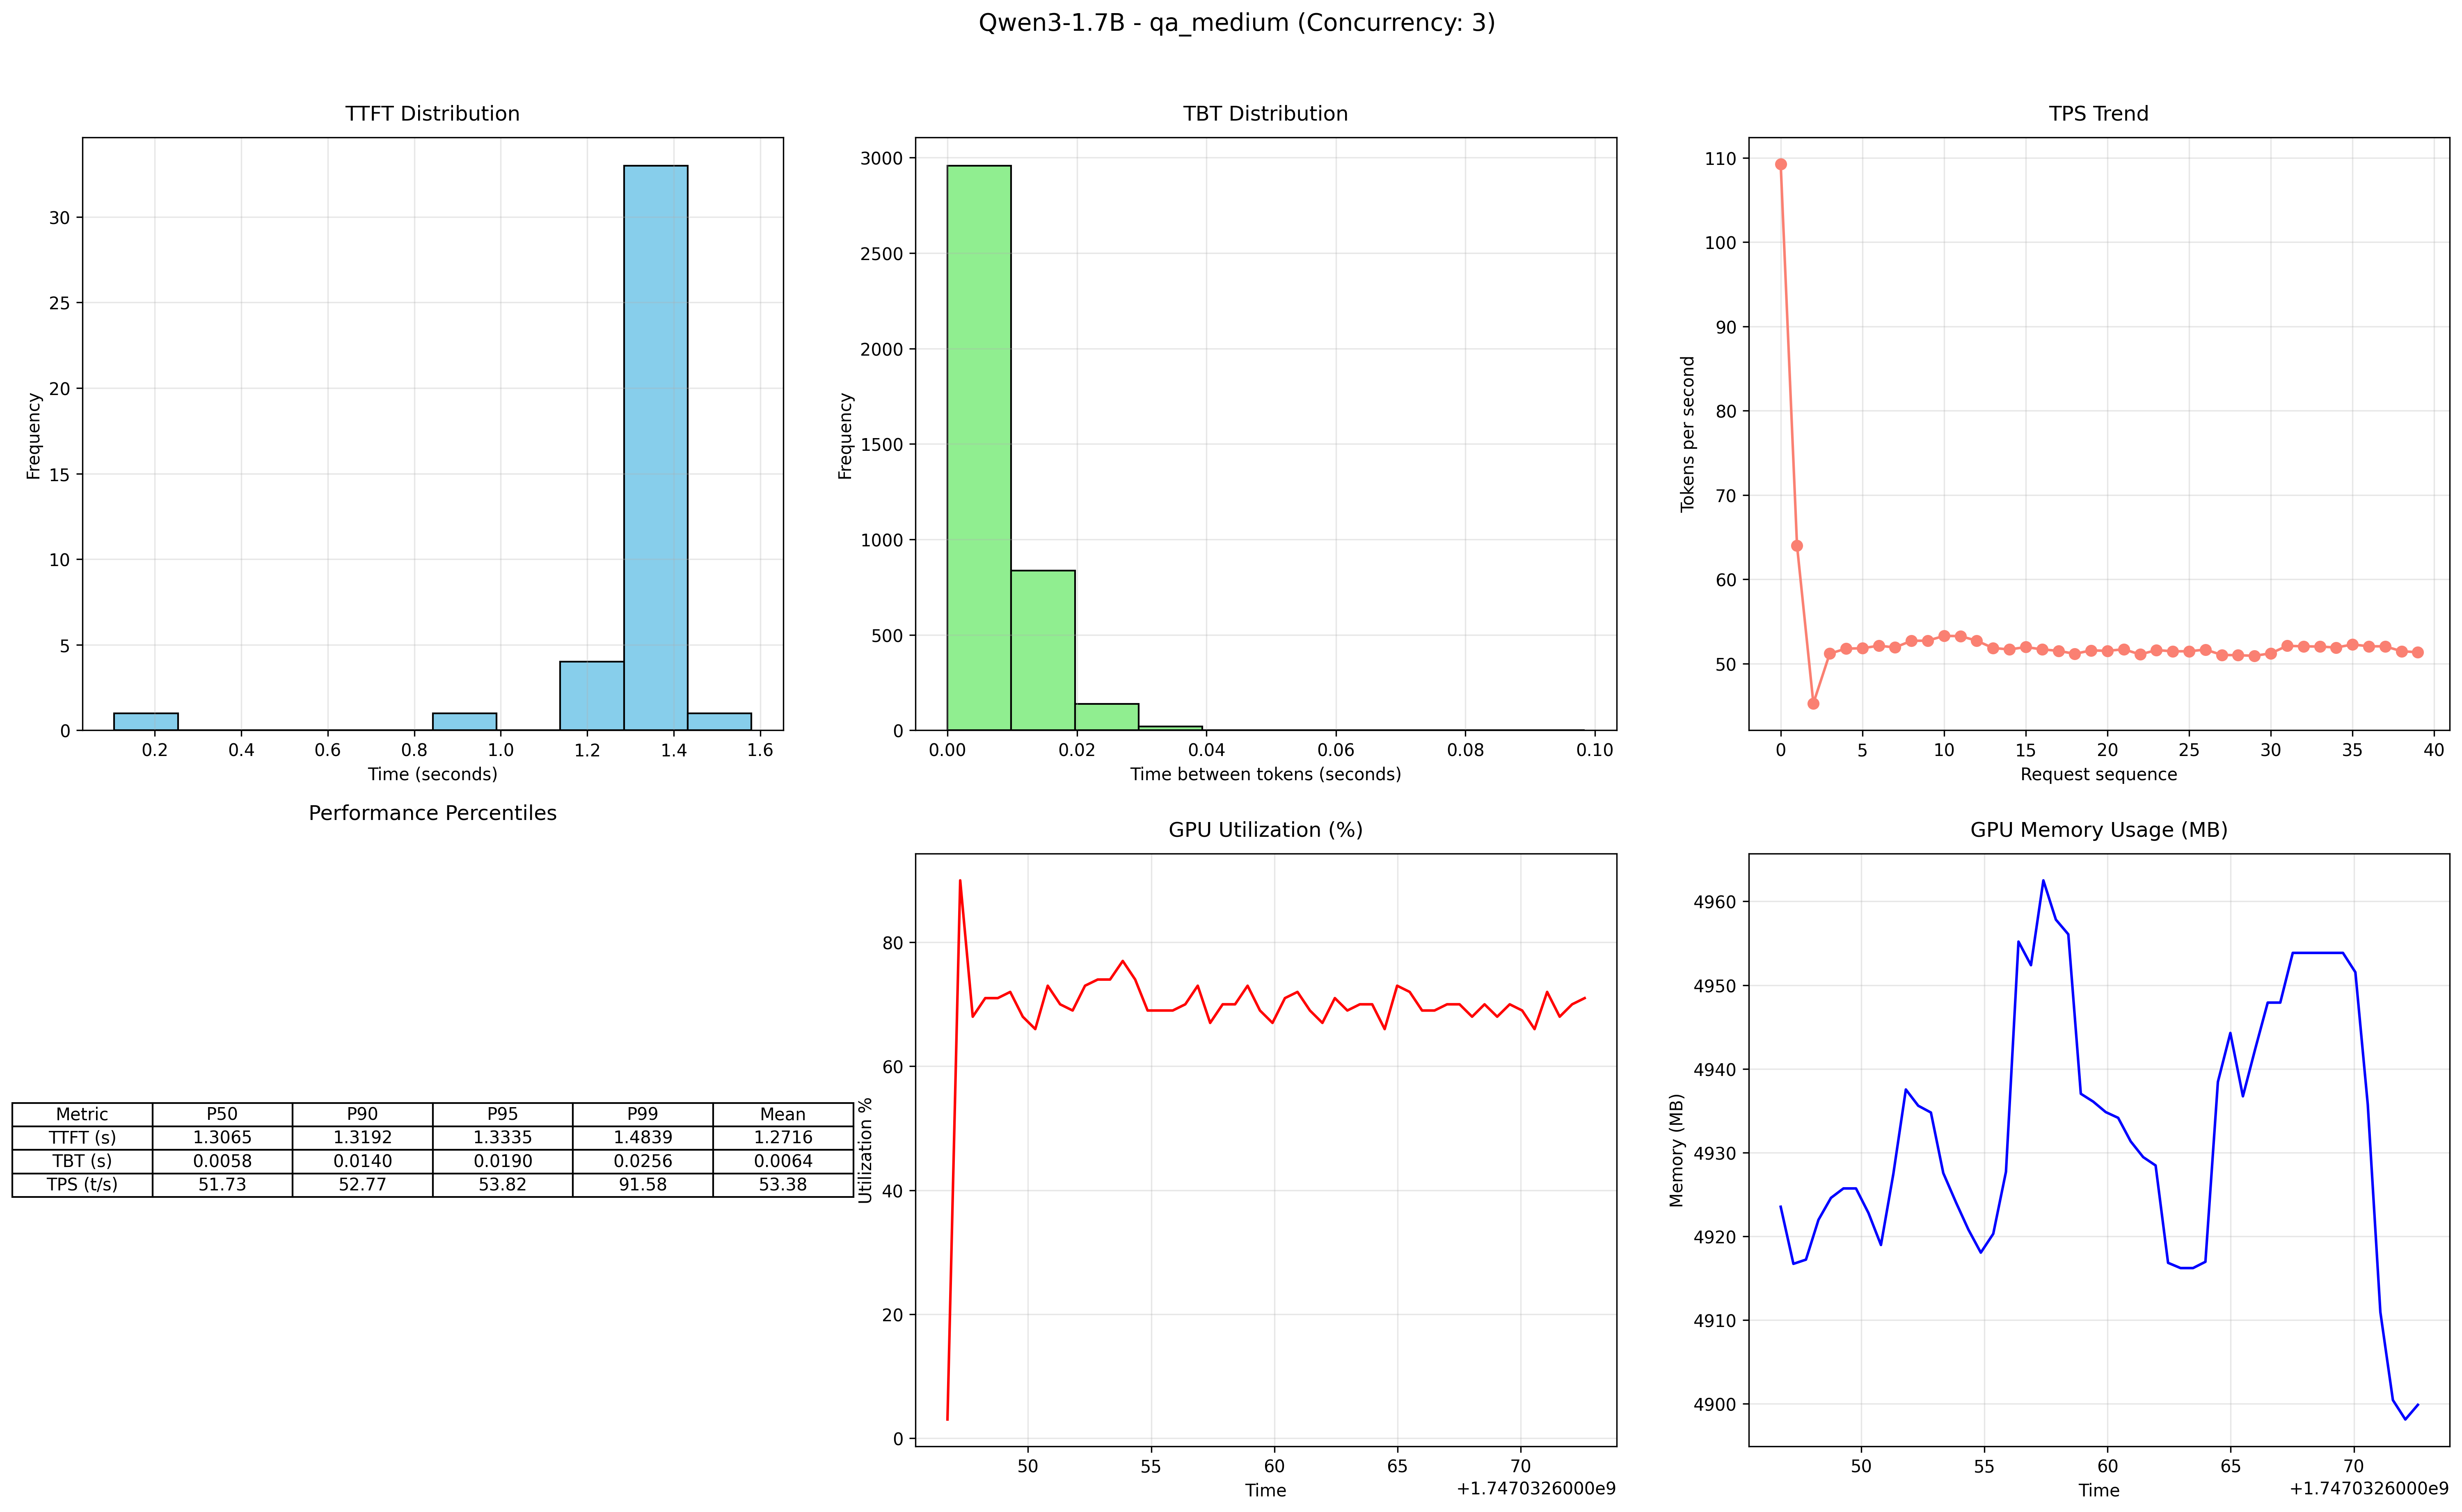 Qwen3-1.7B - qa_medium (Concurrency: 3)
TTFT Distribution
Frequency
30
25
20
15
10
5
0
0.2 0.4 0.6 0.8 1.0 1.2 1.4 1.6
Time (seconds)
TBT Distribution
Frequency
3000
2500
2000
1500
1000
500
0
0.00 0.02 0.04 0.06 0.08 0.10
Time between tokens (seconds)
TPS Trend
Tokens per second
110
100
90
80
70
60
50
0 5 10 15 20 25 30 35 40
Request sequence
Performance Percentiles
Metric P50 P90 P95 P99 Mean
TTFT (s) 1.3065 1.3192 1.3335 1.4839 1.2716
TBT (s) 0.0058 0.0140 0.0190 0.0256 0.0064
TPS (t/s) 51.73 52.77 53.82 91.58 53.38
GPU Utilization (%)
Utilization %
80
60
40
20
0
50 55 60 65 70
Time
+1.7470326000e9
GPU Memory Usage (MB)
Memory (MB)
4960
4950
4940
4930
4920
4910
4900
50 55 60 65 70
Time
+1.7470326000e9